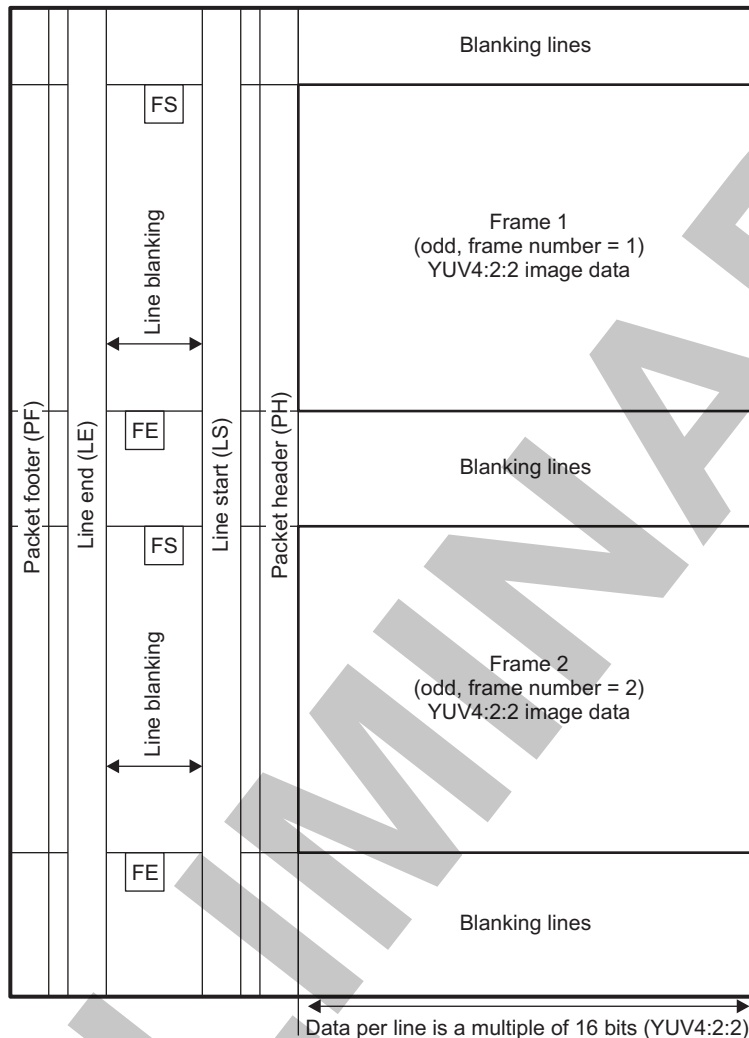 Blanking lines
FS
Frame 1
(odd, frame number = 1)
YUV4:2:2 image data
Line blanking
Packet footer (PF)
Line end (LE)
FE
Line start (LS)
Packet header (PH)
Blanking lines
FS
Frame 2
(odd, frame number = 2)
YUV4:2:2 image data
Line blanking
FE
Blanking lines
Data per line is a multiple of 16 bits (YUV4:2:2)